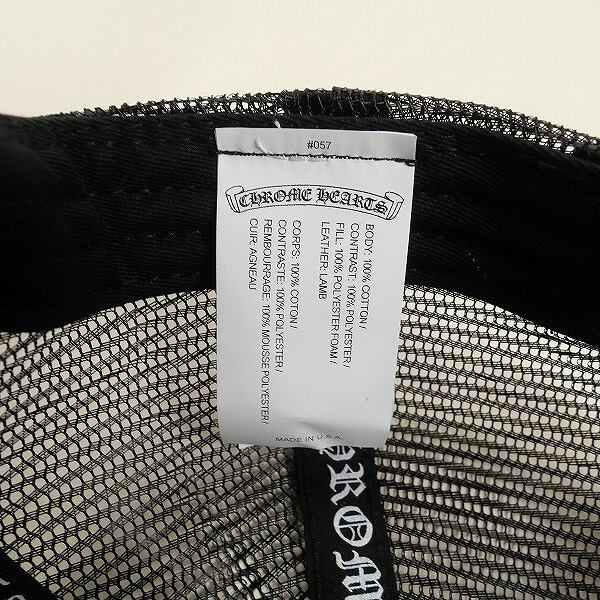 #057
CHROME HEARTS
BODY: 100% COTTON /
CONTRAST: 100% POLYESTER /
FILL: 100% POLYESTER FOAM /
LEATHER: LAMB
CORPS: 100% COTON /
CONTRASTE: 100% POLYESTER /
REMBOURRAGE: 100% MOUSSE POLYESTER /
CUIR: AGNEAU
MADE IN U.S.A
ROM